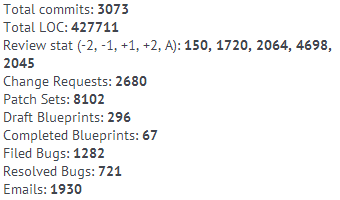 Total commits: 3073
Total LOC: 427711
Review stat (-2, -1, +1, +2, A): 150, 1720, 2064, 4698,
2045
Change Requests: 2680
Patch Sets: 8102
Draft Blueprints: 296
Completed Blueprints: 67
Filed Bugs: 1282
Resolved Bugs: 721
Emails: 1930